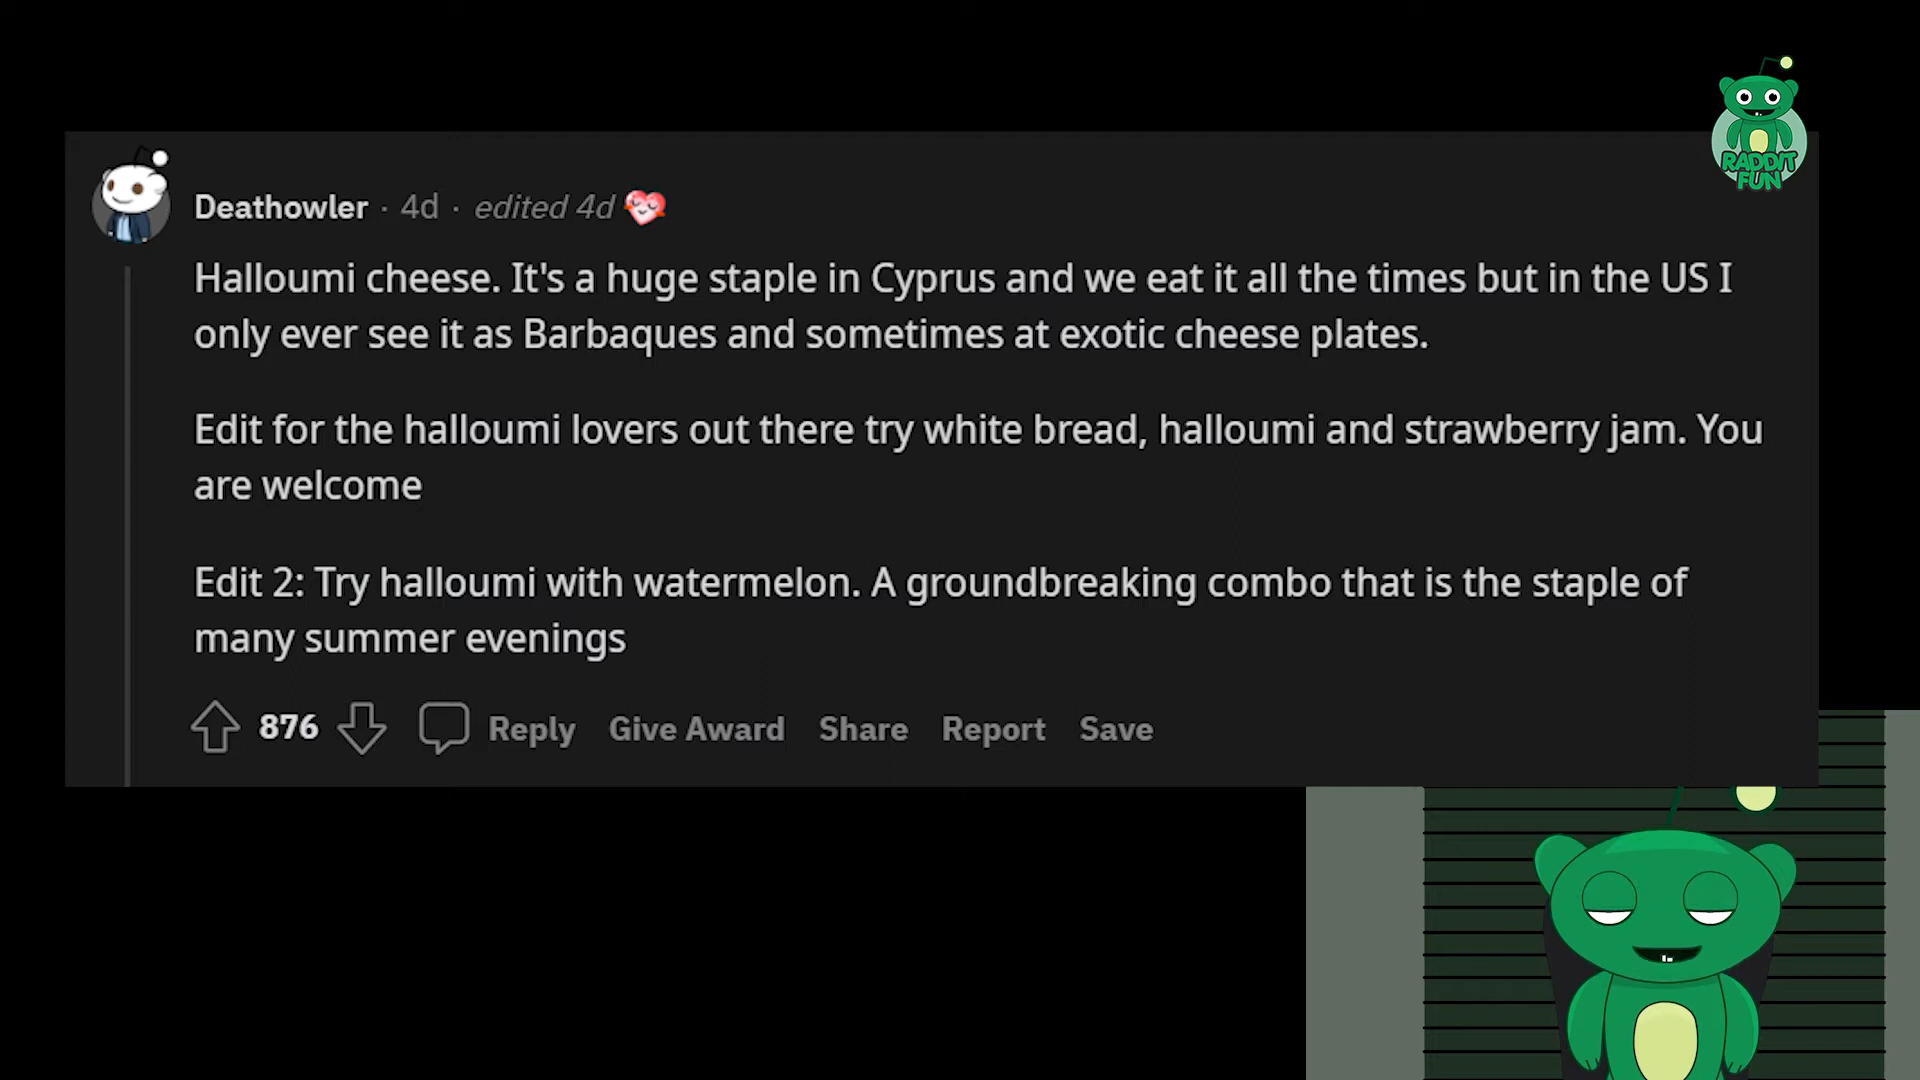 RADDIT
FUN
Deathowler · 4d · edited 4d
Halloumi cheese. It's a huge staple in Cyprus and we eat it all the times but in the US I
only ever see it as Barbaques and sometimes at exotic cheese plates.
Edit for the halloumi lovers out there try white bread, halloumi and strawberry jam. You
are welcome
Edit 2: Try halloumi with watermelon. A groundbreaking combo that is the staple of
many summer evenings
876 Reply Give Award Share Report Save